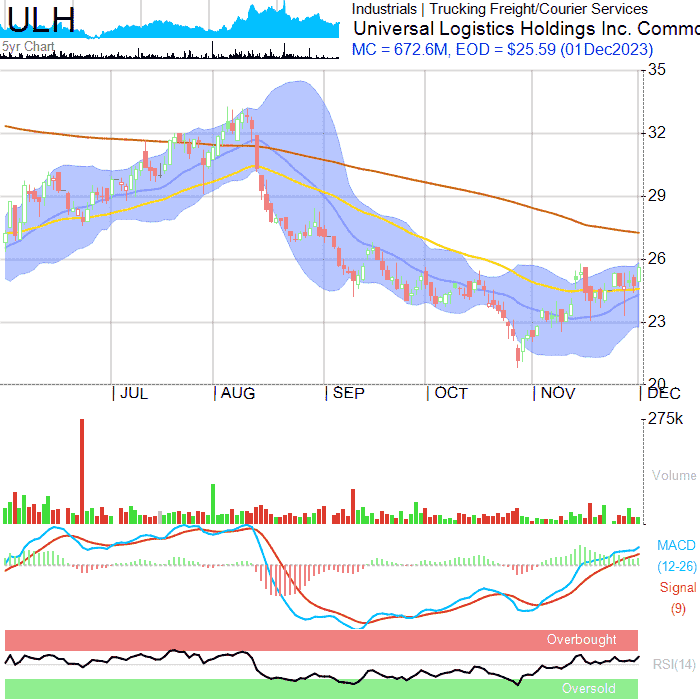 ULH
5yr Chart
Industrials | Trucking Freight/Courier Services
Universal Logistics Holdings Inc. Commo
MC = 672.6M, EOD = $25.59 (01Dec2023)
35
32
29
26
23
20
| JUL | AUG | SEP | OCT | NOV | DEC
275k
Volume
MACD
(12-26)
Signal
(9)
Overbought
RSI(14)
Oversold